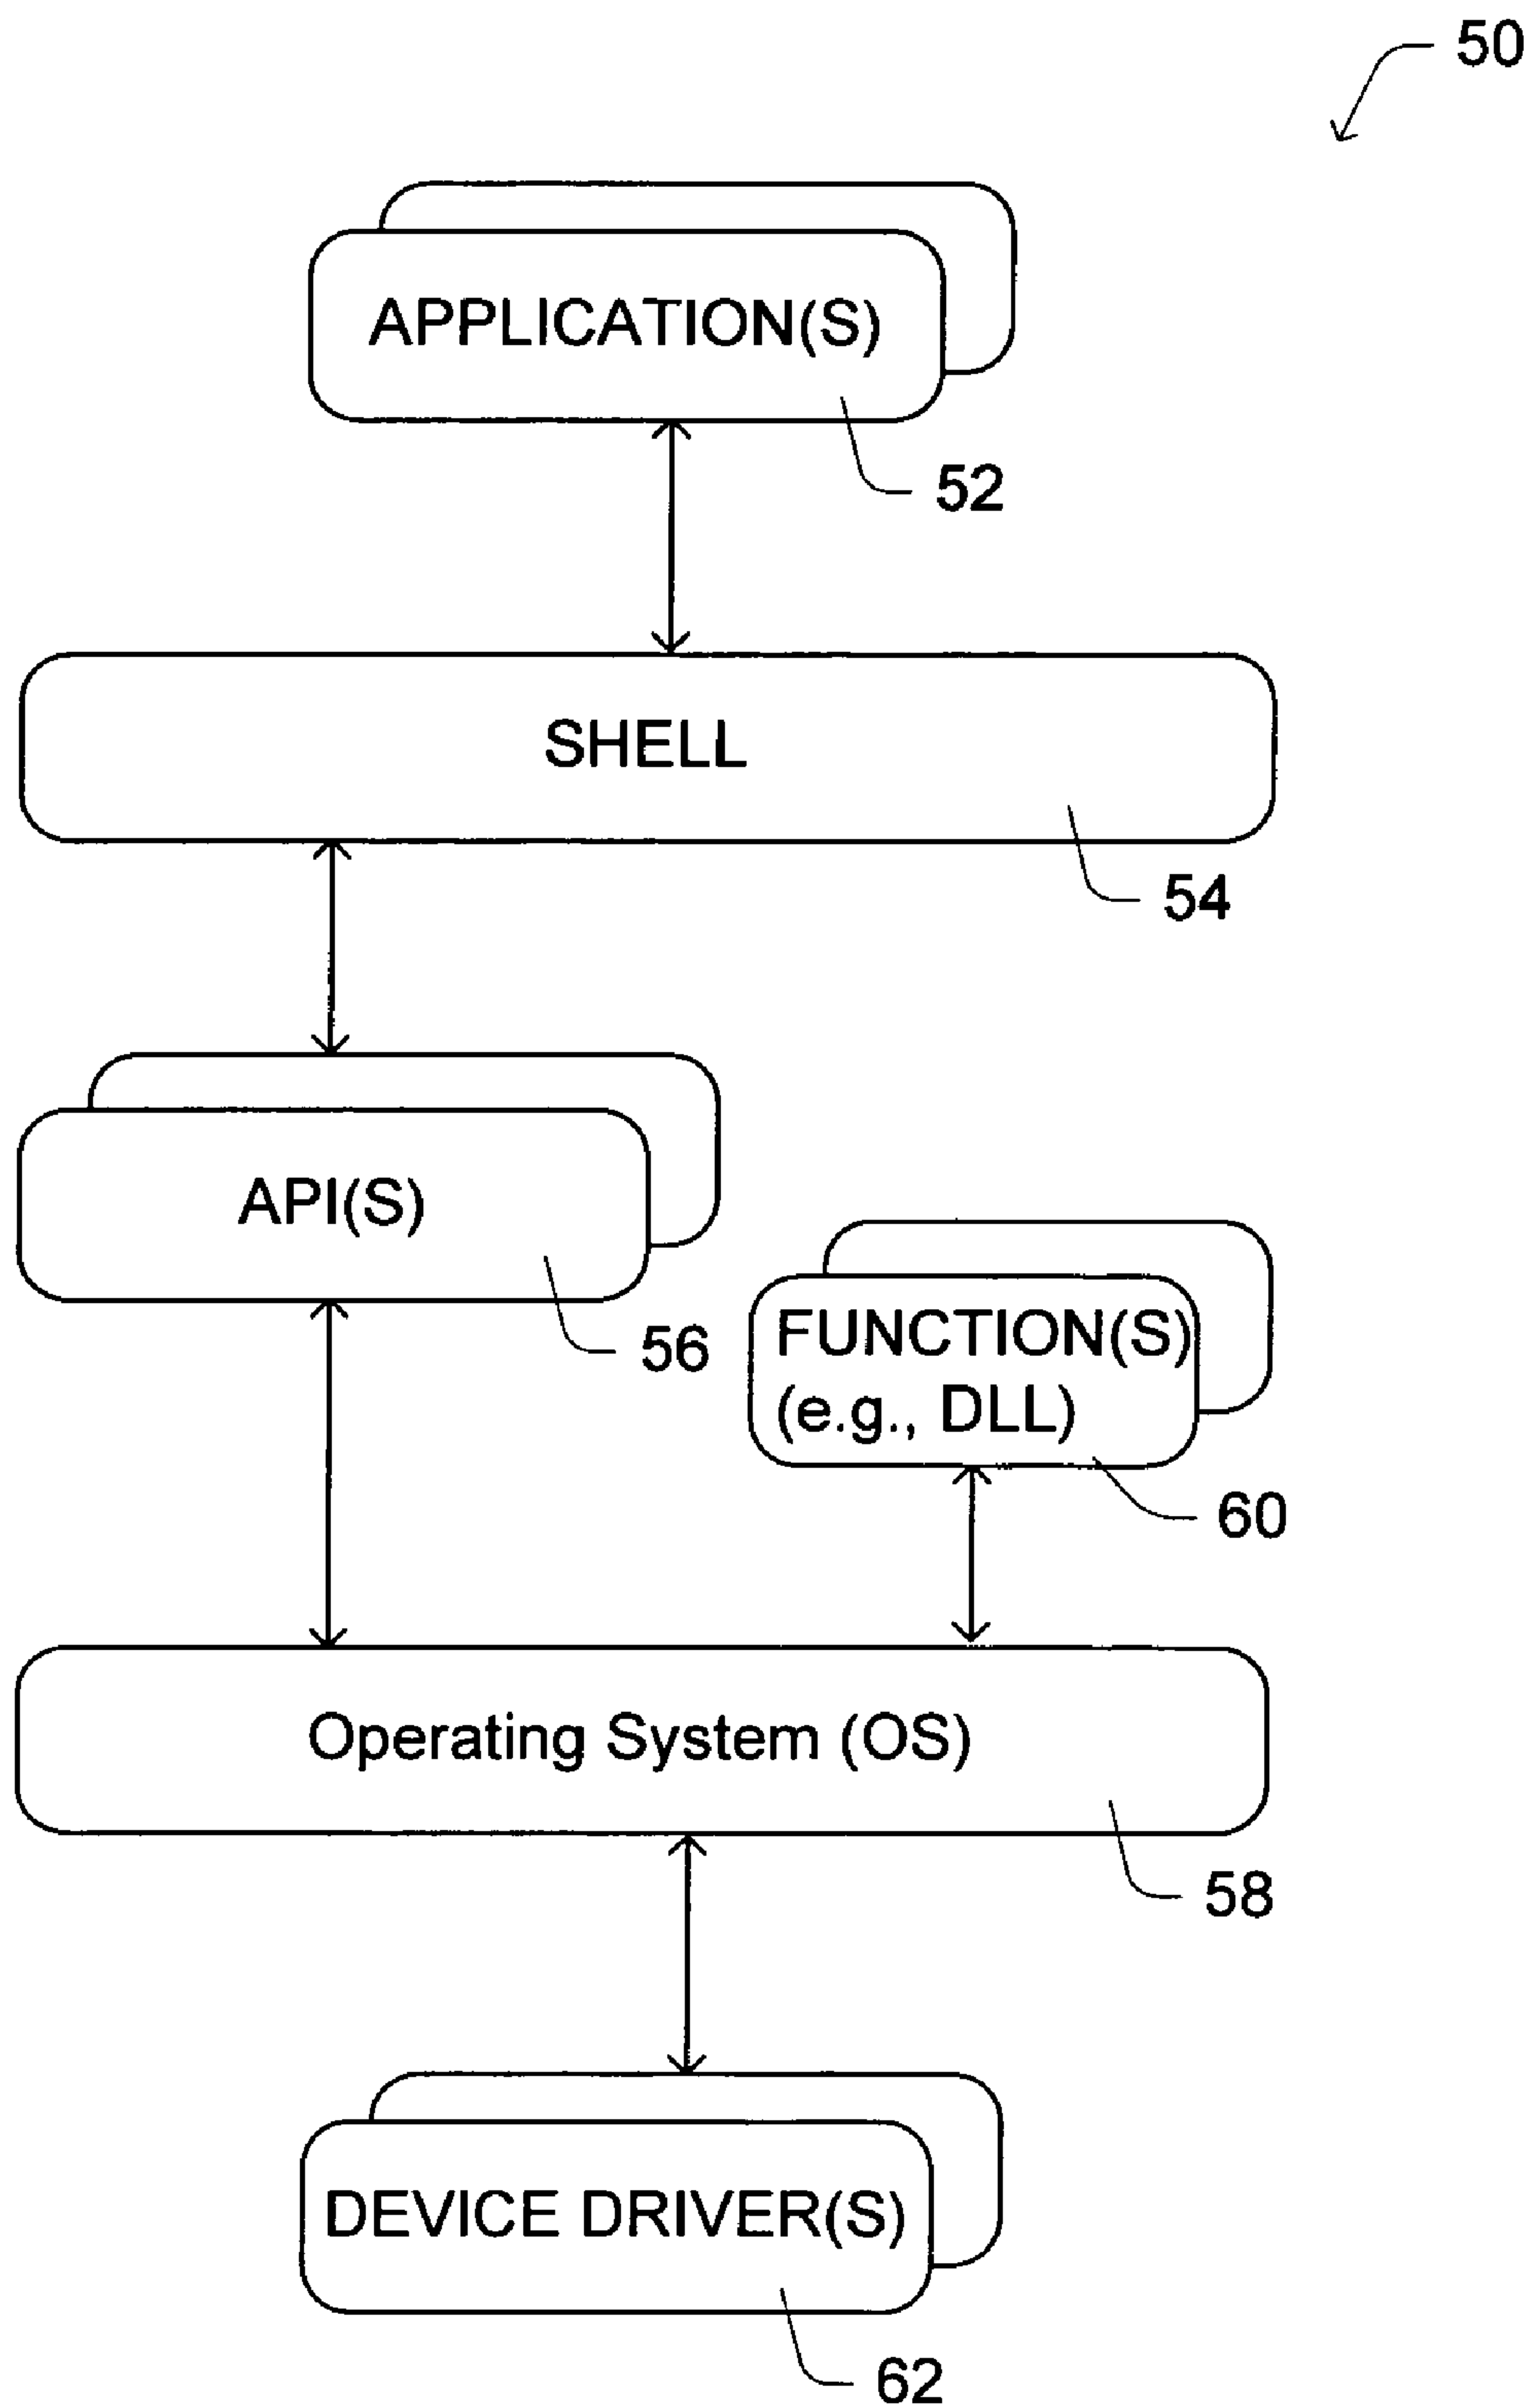 50
APPLICATION(S)
52
SHELL
54
API(S)
56
FUNCTION(S)
(e.g., DLL)
60
Operating System (OS)
58
DEVICE DRIVER(S)
62